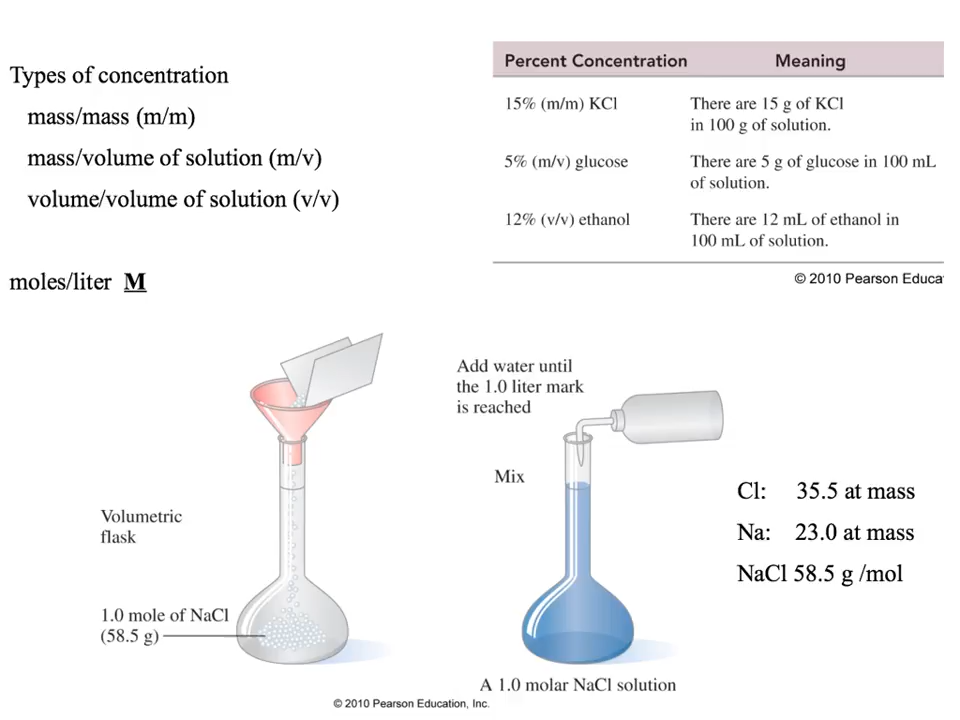 Types of concentration
mass/mass (m/m)
mass/volume of solution (m/v)
volume/volume of solution (v/v)
moles/liter M
Percent Concentration Meaning
15% (m/m) KCl There are 15 g of KCl
in 100 g of solution.
5% (m/v) glucose There are 5 g of glucose in 100 mL
of solution.
12% (v/v) ethanol There are 12 mL of ethanol in
100 mL of solution.
© 2010 Pearson Educa
Volumetric
flask
1.0 mole of NaCl
(58.5 g)
Add water until
the 1.0 liter mark
is reached
Mix
A 1.0 molar NaCl solution
Cl: 35.5 at mass
Na: 23.0 at mass
NaCl 58.5 g /mol
© 2010 Pearson Education, Inc.